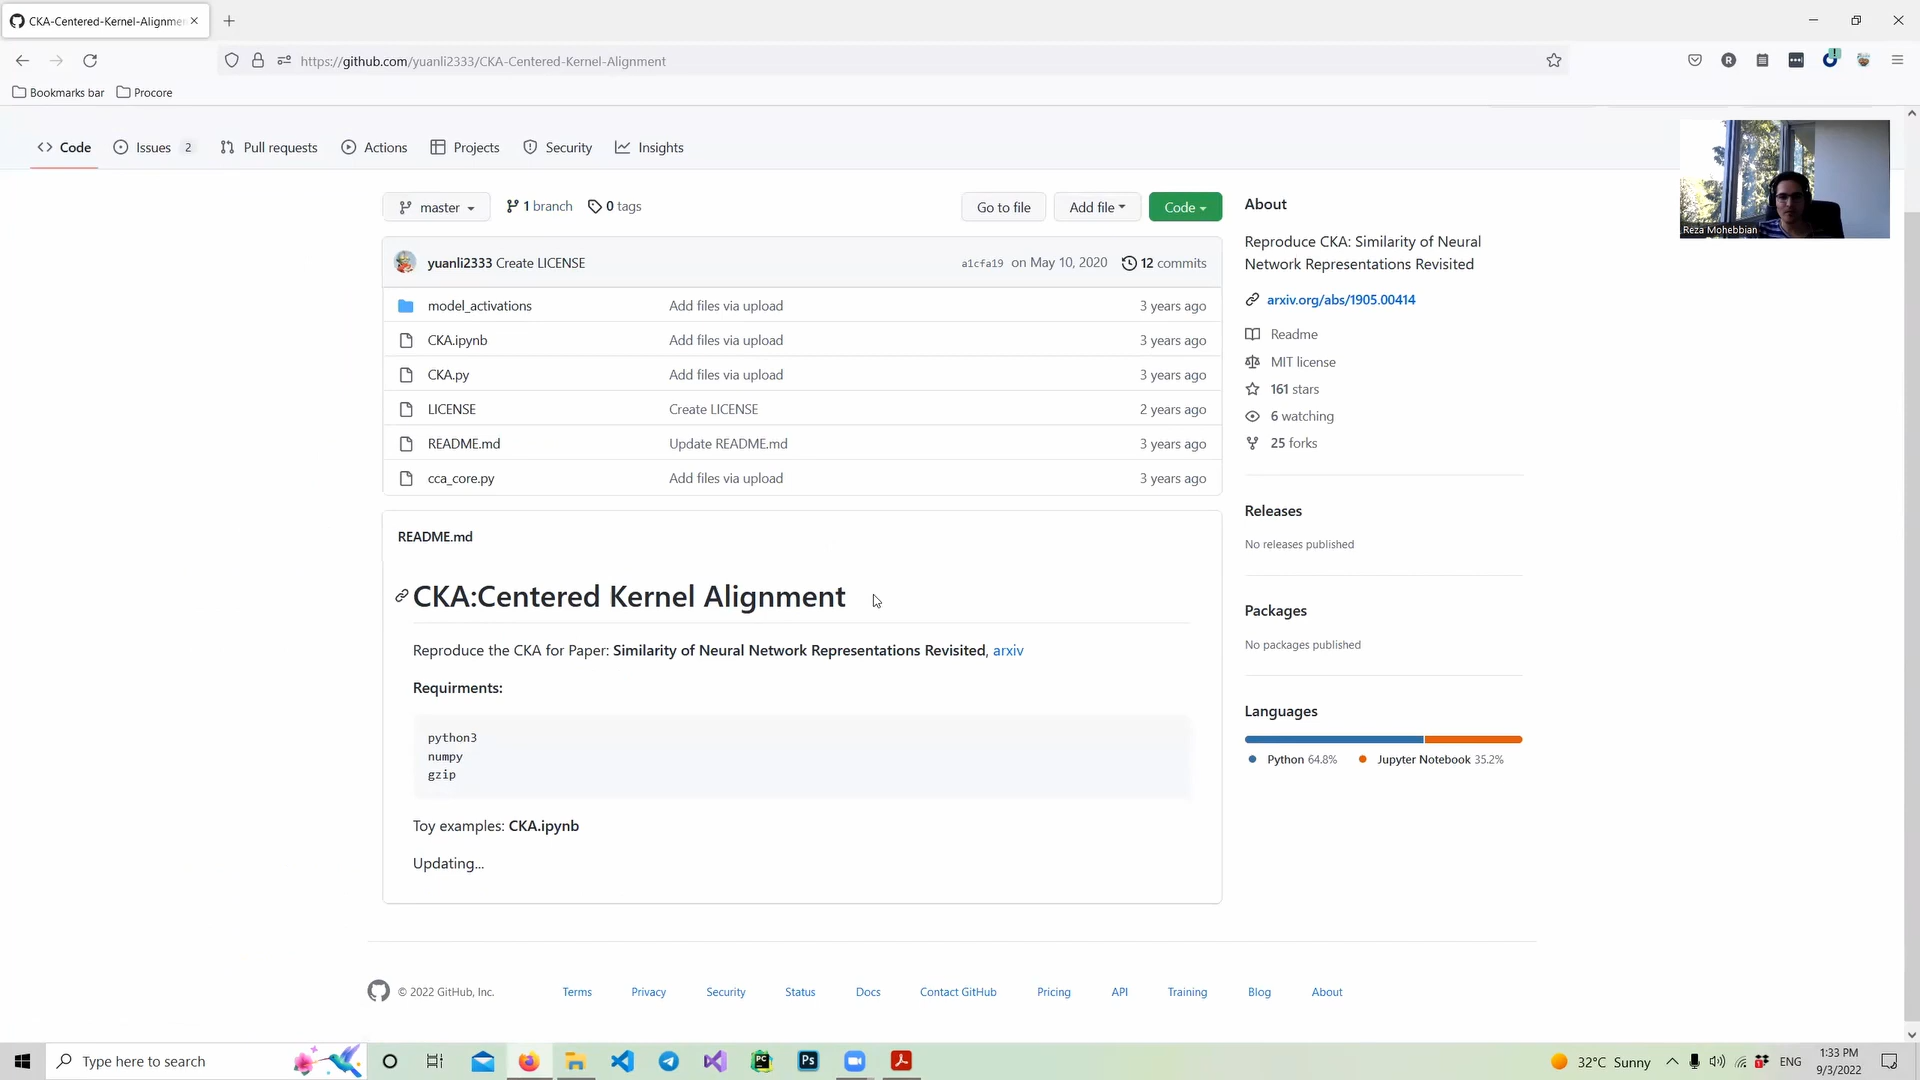 CKA-Centered-Kernel-Alignme
https://github.com/yuanli2333/CKA-Centered-Kernel-Alignment
Bookmarks bar
Procore
Code
Issues 2
Pull requests
Actions
Projects
Security
Insights
Reza Mohebbian
master
1 branch
0 tags
Go to file
Add file
Code
yuanli2333 Create LICENSE
a1cfa19 on May 10, 2020
12 commits
model_activations Add files via upload 3 years ago
CKA.ipynb Add files via upload 3 years ago
CKA.py Add files via upload 3 years ago
LICENSE Create LICENSE 2 years ago
README.md Update README.md 3 years ago
cca_core.py Add files via upload 3 years ago
README.md
CKA:Centered Kernel Alignment
Reproduce the CKA for Paper: Similarity of Neural Network Representations Revisited, arxiv
Requirments:
python3
numpy
gzip
Toy examples: CKA.ipynb
Updating...
About
Reproduce CKA: Similarity of Neural
Network Representations Revisited
arxiv.org/abs/1905.00414
Readme
MIT license
161 stars
6 watching
25 forks
Releases
No releases published
Packages
No packages published
Languages
Python 64.8%
Jupyter Notebook 35.2%
© 2022 GitHub, Inc.
Terms
Privacy
Security
Status
Docs
Contact GitHub
Pricing
API
Training
Blog
About
Type here to search
PC
Ps
32°C Sunny
ENG
1:33 PM
9/3/2022